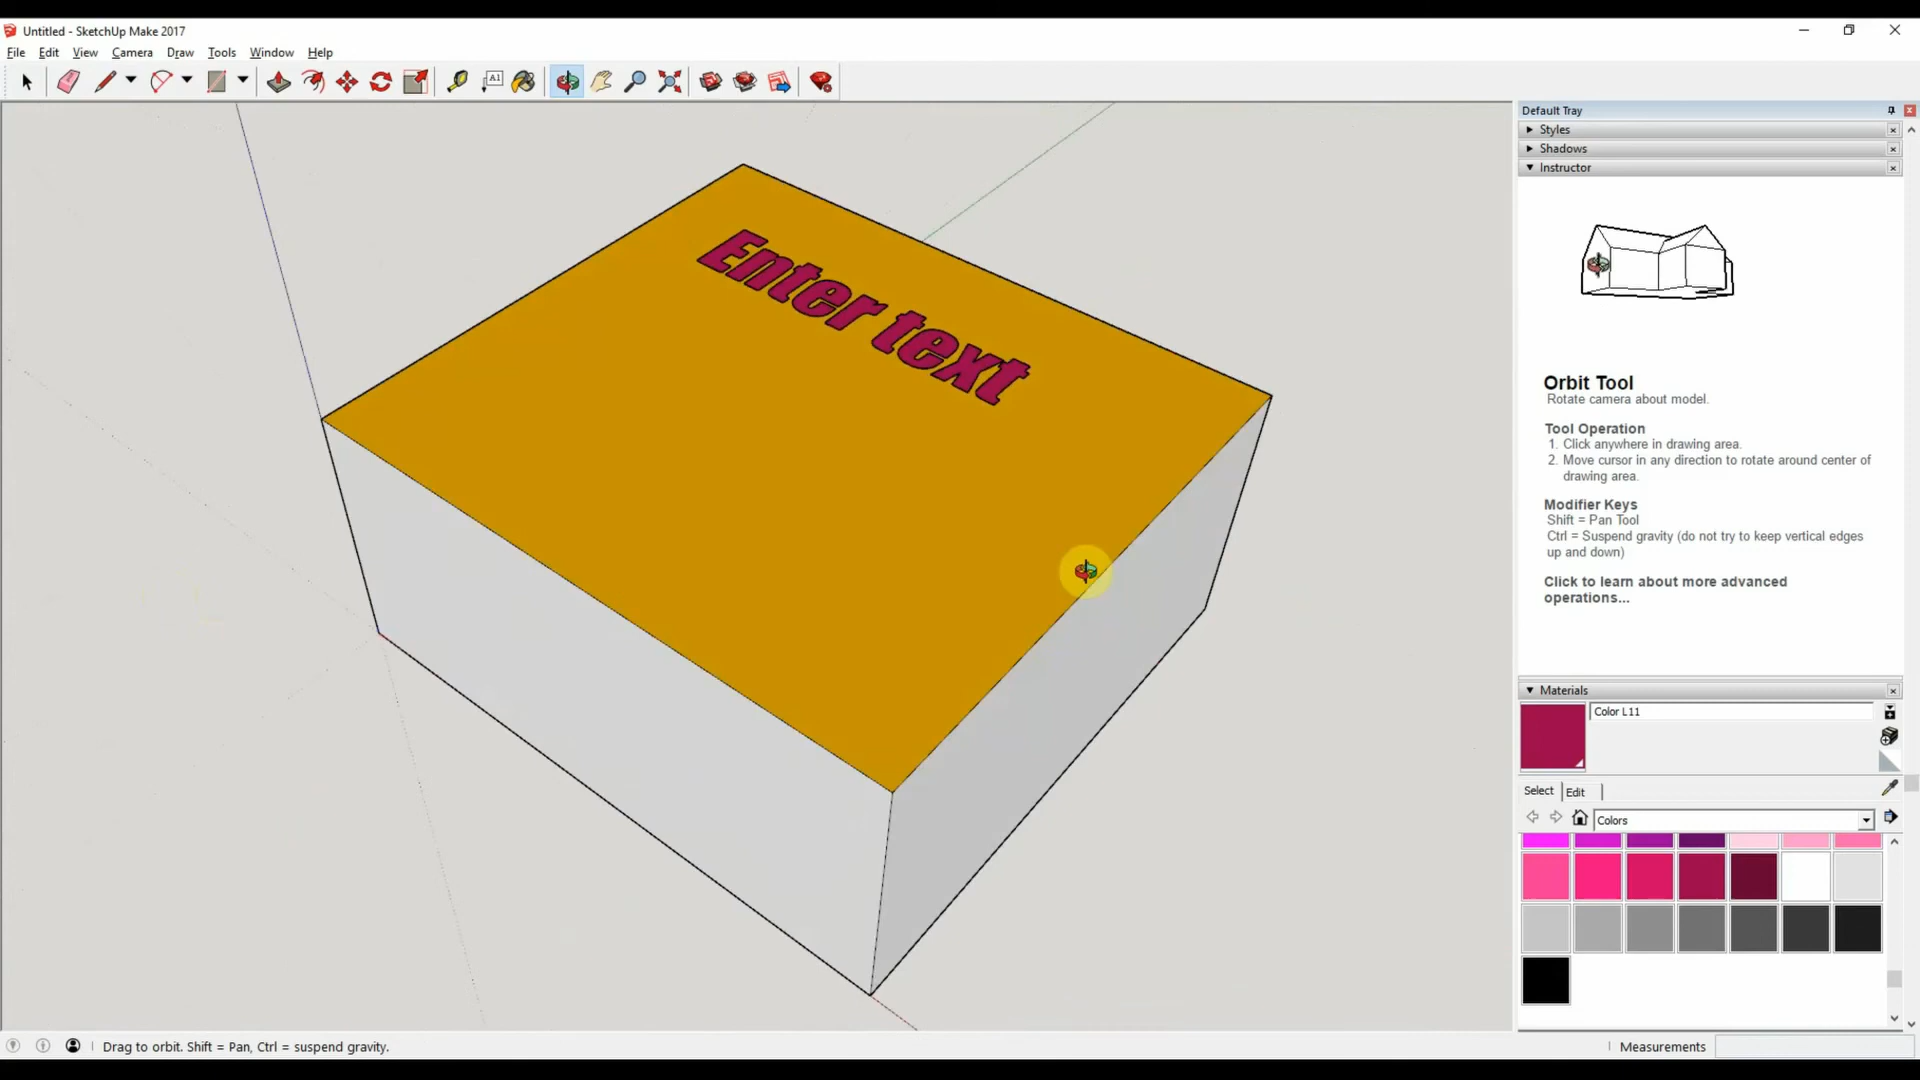 Untitled - SketchUp Make 2017
File Edit View Camera Draw Tools Window Help
A1
Default Tray
Styles
Shadows
Instructor
Enter text
Orbit Tool
Rotate camera about model.
Tool Operation
1. Click anywhere in drawing area.
2. Move cursor in any direction to rotate around center of
drawing area.
Modifier Keys
Shift = Pan Tool
Ctrl = Suspend gravity (do not try to keep vertical edges
up and down)
Click to learn about more advanced
operations...
Materials
Color L11
Select Edit
Colors
Drag to orbit. Shift = Pan, Ctrl = suspend gravity.
Measurements